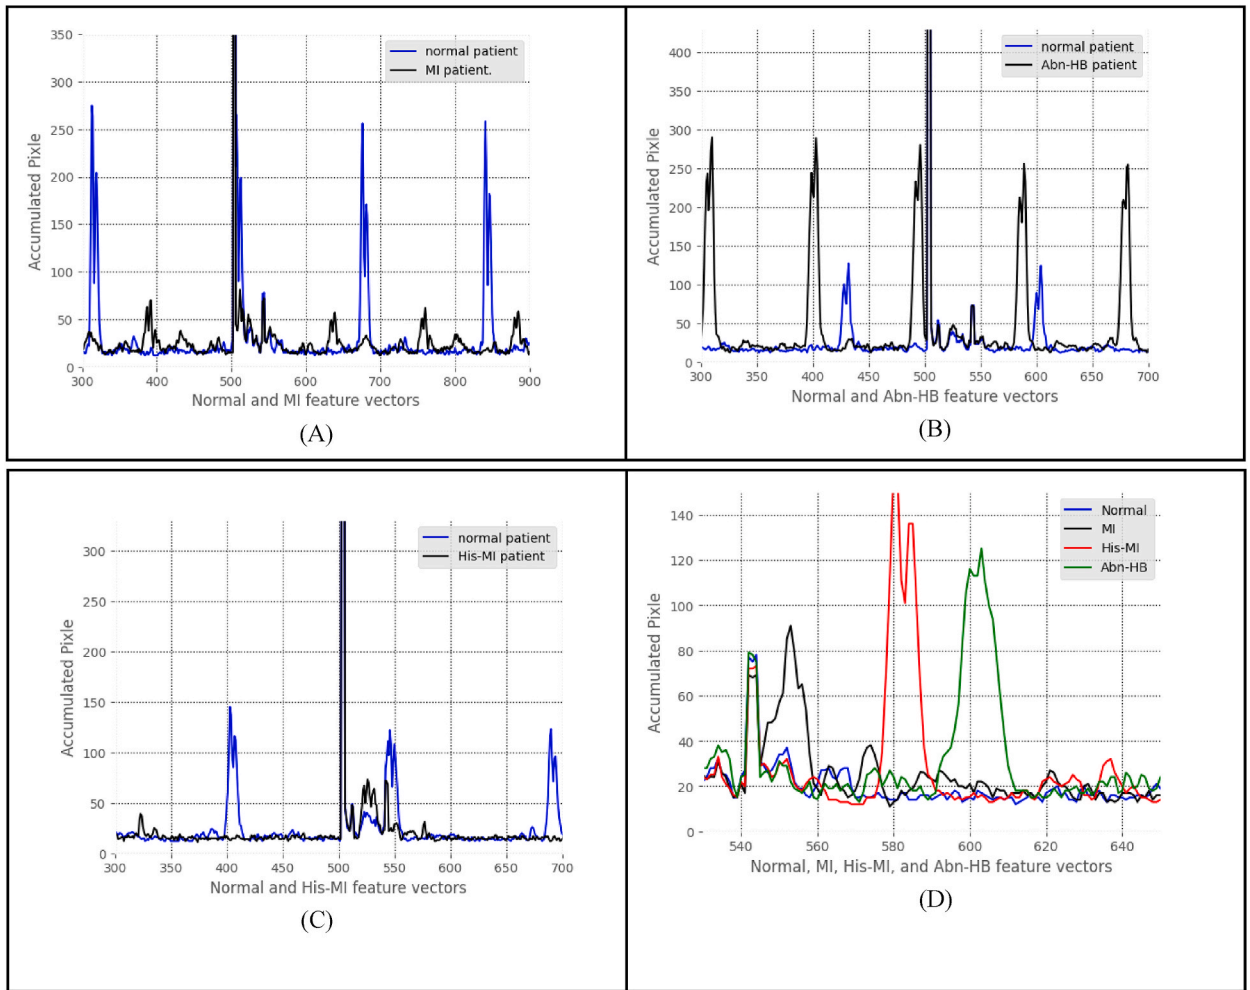 350
300
250
200
150
100
50
0
300 400 500 600 700 800 900
Accumulated Pixle
Normal and MI feature vectors
normal patient
MI patient.
(A)
400
350
300
250
200
150
100
50
0
300 350 400 450 500 550 600 650 700
Accumulated Pixle
Normal and Abn-HB feature vectors
normal patient
Abn-HB patient
(B)
300
250
200
150
100
50
0
300 350 400 450 500 550 600 650 700
Accumulated Pixle
Normal and His-MI feature vectors
normal patient
His-MI patient
(C)
140
120
100
80
60
40
20
0
540 560 580 600 620 640
Accumulated Pixle
Normal, MI, His-MI, and Abn-HB feature vectors
Normal
MI
His-MI
Abn-HB
(D)